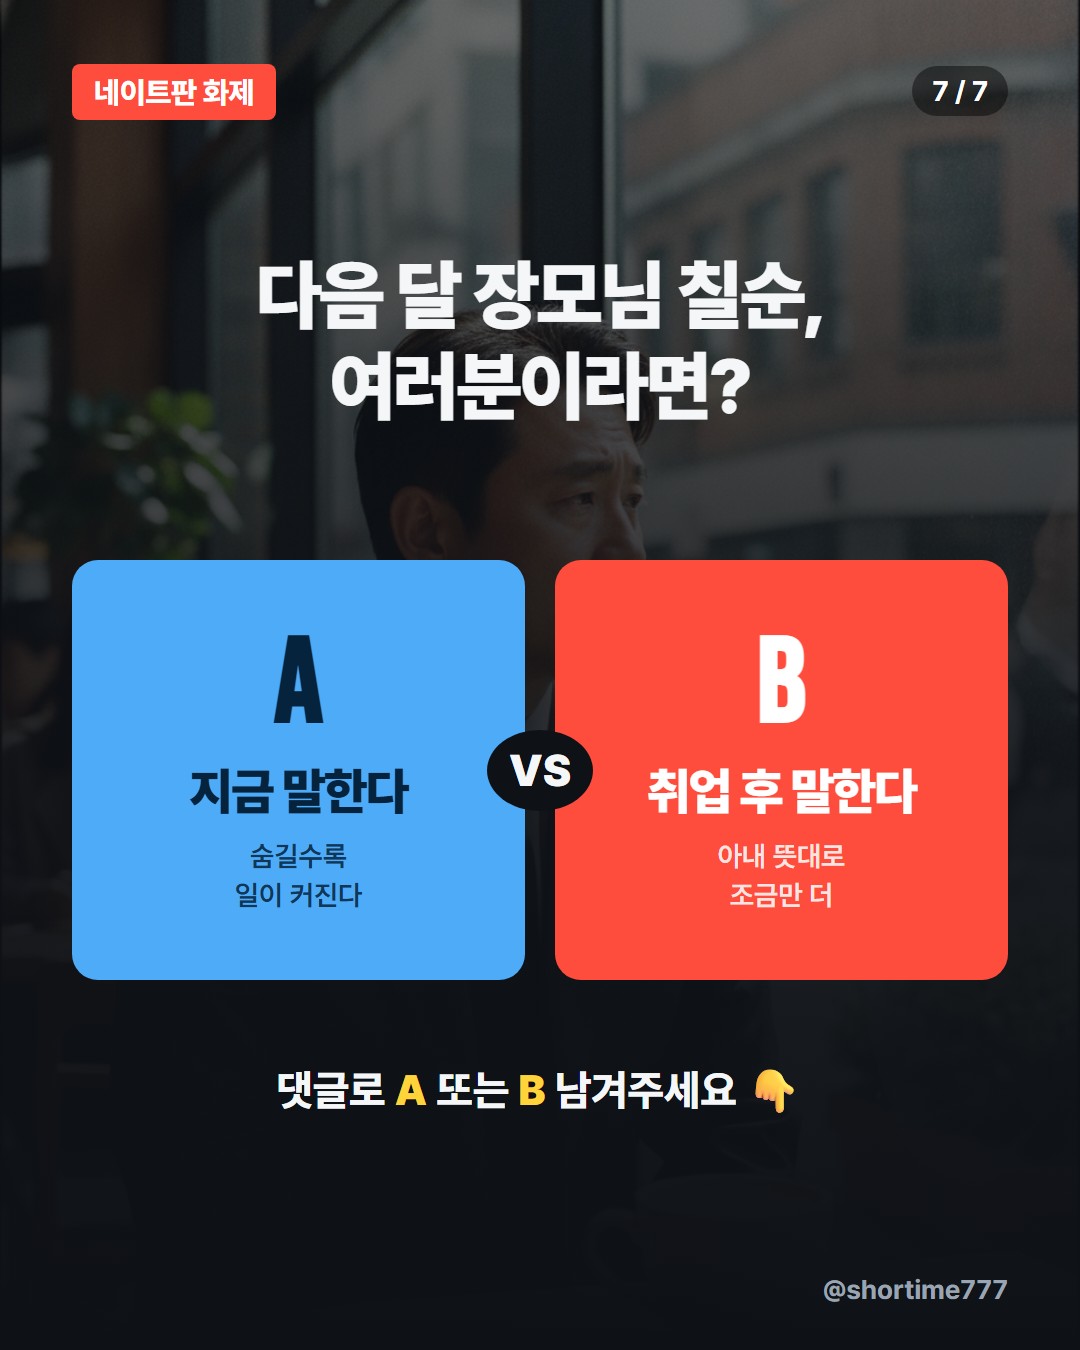 네이트판 화제
7 / 7
다음 달 장모님 칠순,
여러분이라면?
A
지금 말한다
숨길수록
일이 커진다
VS
B
취업 후 말한다
아내 뜻대로
조금만 더
댓글로 A 또는 B 남겨주세요 👇
@shortime777